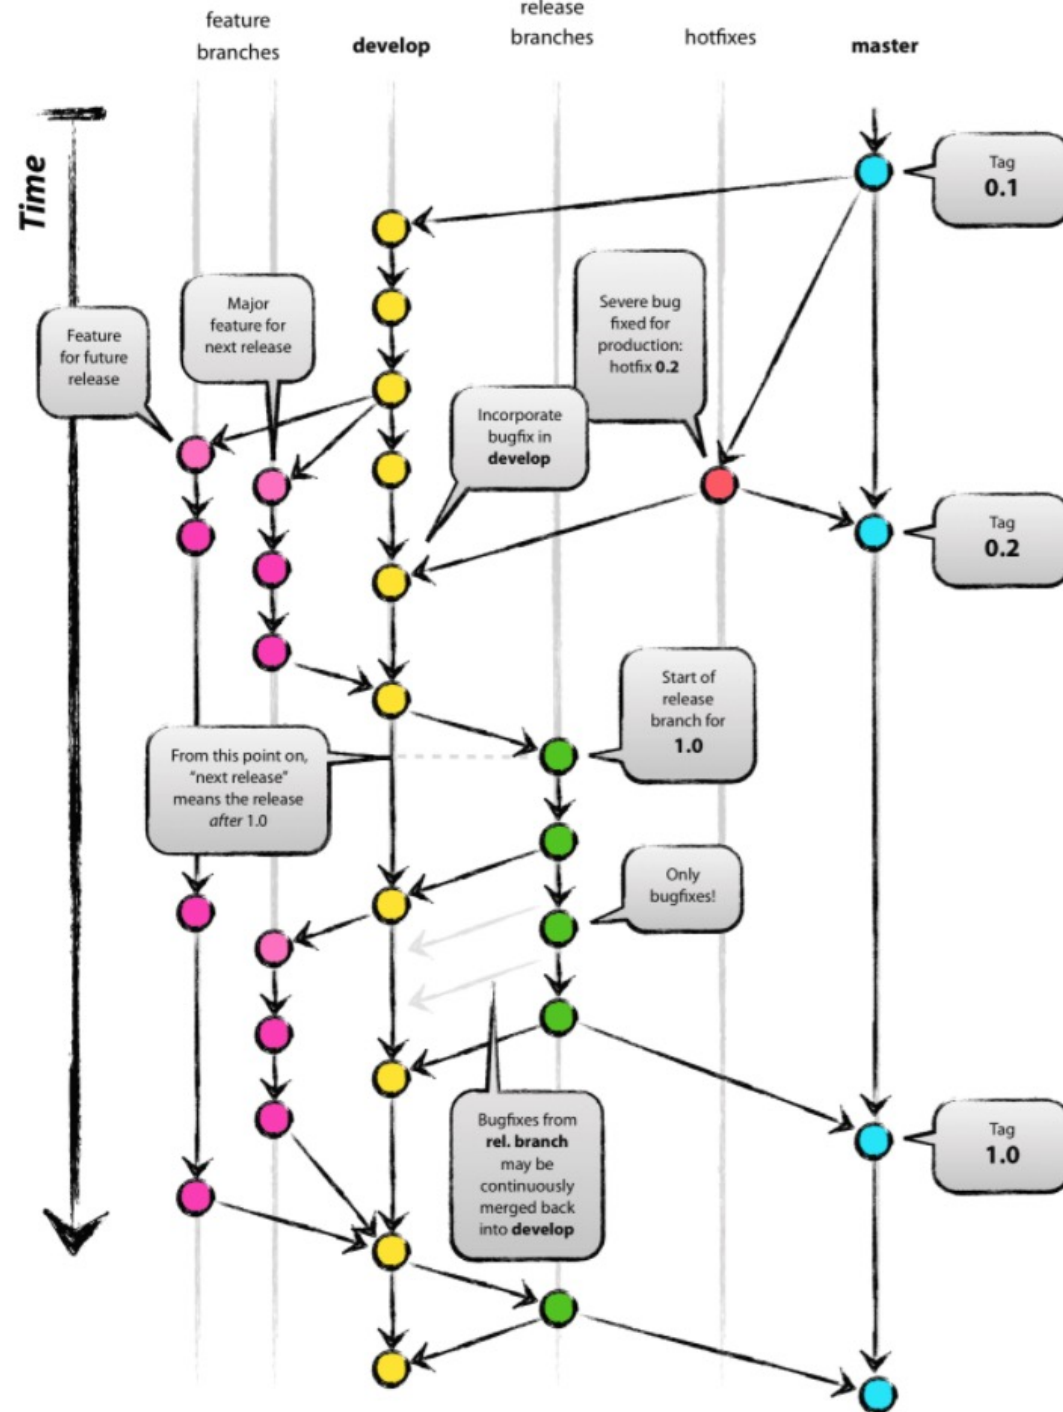 feature
branches
develop
release
branches
hotfixes
master
Time
Tag
0.1
Feature
for future
release
Major
feature for
next release
Severe bug
fixed for
production:
hotfix 0.2
Incorporate
bugfix in
develop
Tag
0.2
Start of
release
branch for
1.0
From this point on,
“next release”
means the release
after 1.0
Only
bugfixes!
Bugfixes from
rel. branch
may be
continuously
merged back
into develop
Tag
1.0